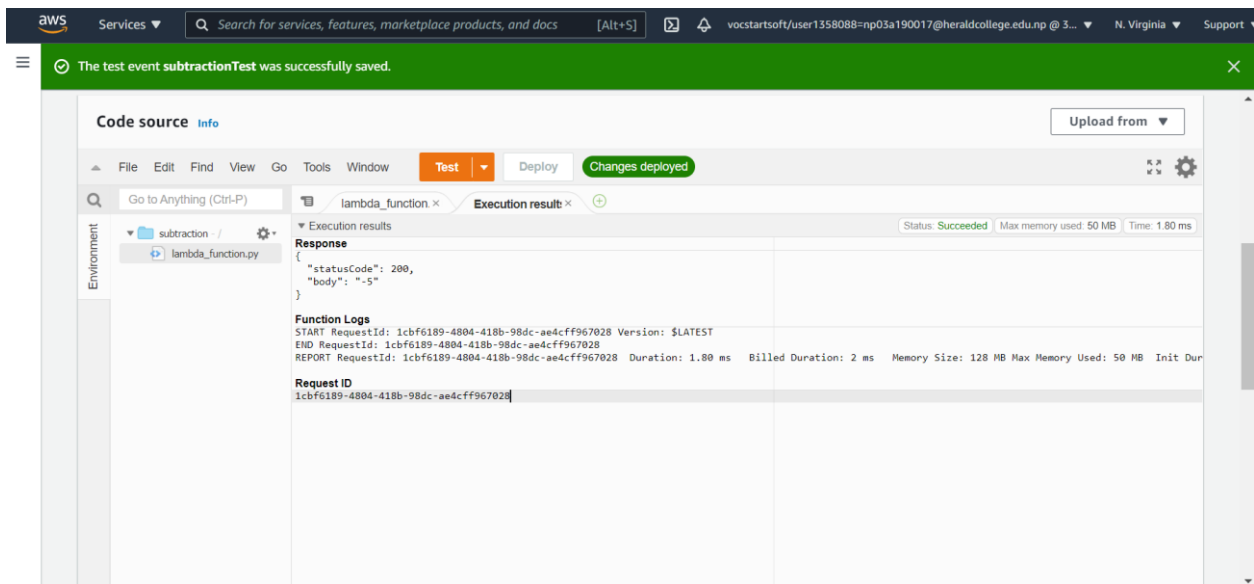 aws Services ▼ Search for services, features, marketplace products, and docs [Alt+S] vocstartsoft/user1358088=np03a190017@heraldcollege.edu.np @ 3... ▼ N. Virginia ▼ Support
The test event subtractionTest was successfully saved.
Code source Info Upload from ▼
File Edit Find View Go Tools Window Test Deploy Changes deployed
Go to Anything (Ctrl-P) lambda_function. × Execution result: ×
Environment
subtraction - /
lambda_function.py
▼ Execution results Status: Succeeded Max memory used: 50 MB Time: 1.80 ms
Response
{
"statusCode": 200,
"body": "-5"
}
Function Logs
START RequestId: 1cbf6189-4804-418b-98dc-ae4cff967028 Version: $LATEST
END RequestId: 1cbf6189-4804-418b-98dc-ae4cff967028
REPORT RequestId: 1cbf6189-4804-418b-98dc-ae4cff967028 Duration: 1.80 ms Billed Duration: 2 ms Memory Size: 128 MB Max Memory Used: 50 MB Init Dur
Request ID
1cbf6189-4804-418b-98dc-ae4cff967028